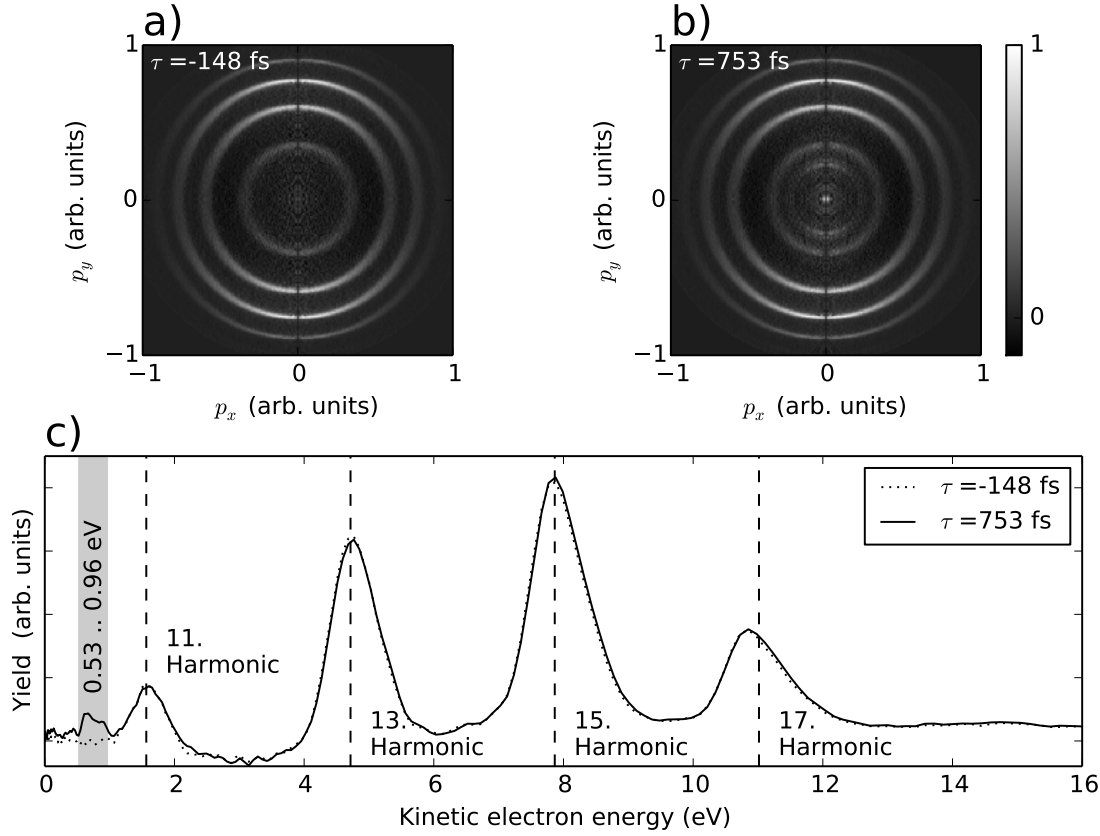 a)
τ =-148 fs
1
0
−1
p_y (arb. units)
−1 0 1
p_x (arb. units)
b)
τ =753 fs
1
0
−1
p_y (arb. units)
−1 0 1
p_x (arb. units)
1
0
c)
Yield (arb. units)
0.53 .. 0.96 eV
11.
Harmonic
13.
Harmonic
15.
Harmonic
17.
Harmonic
τ =-148 fs
τ =753 fs
0 2 4 6 8 10 12 14 16
Kinetic electron energy (eV)